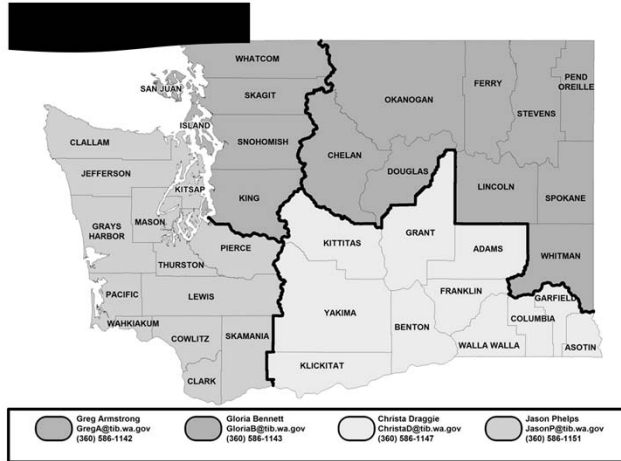 WHATCOM
SAN JUAN
SKAGIT
ISLAND
SNOHOMISH
KING
OKANOGAN
FERRY
STEVENS
PEND
OREILLE
CHELAN
DOUGLAS
LINCOLN
SPOKANE
WHITMAN
CLALLAM
JEFFERSON
KITSAP
MASON
GRAYS
HARBOR
THURSTON
PIERCE
PACIFIC
LEWIS
WAHKIAKUM
COWLITZ
SKAMANIA
CLARK
KITTITAS
GRANT
ADAMS
YAKIMA
BENTON
FRANKLIN
WALLA WALLA
COLUMBIA
GARFIELD
ASOTIN
KLICKITAT
Greg Armstrong
GregA@tib.wa.gov
(360) 586-1142
Gloria Bennett
GloriaB@tib.wa.gov
(360) 586-1143
Christa Draggie
ChristaD@tib.wa.gov
(360) 586-1147
Jason Phelps
JasonP@tib.wa.gov
(360) 586-1151